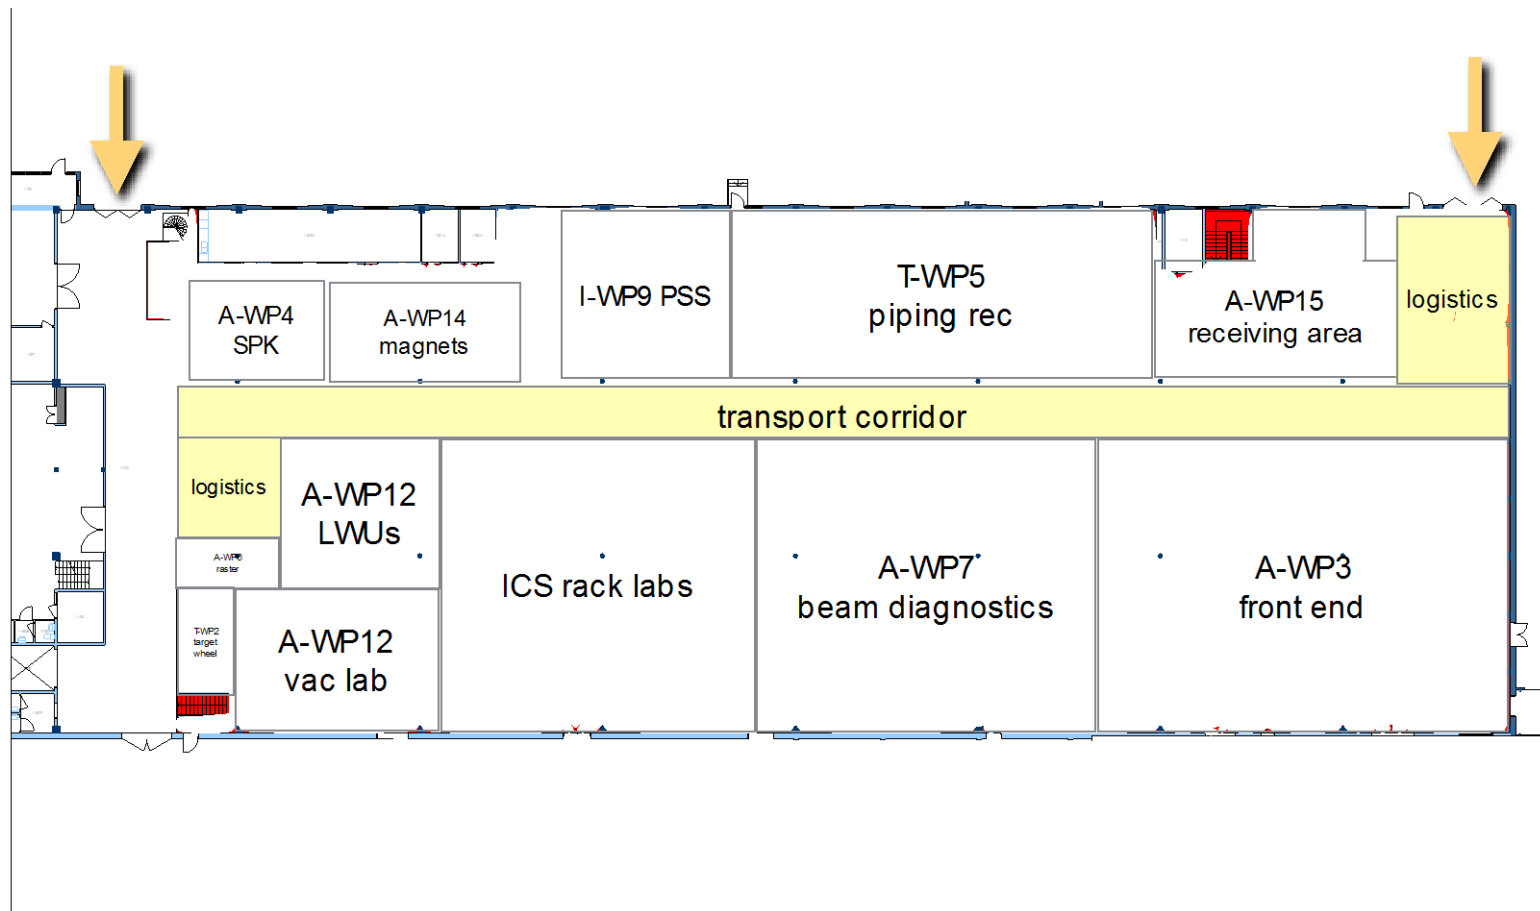 I-WP9 PSS
T-WP5
piping rec
A-WP4
SPK
A-WP14
magnets
A-WP15
receiving area
logistics
transport corridor
logistics
A-WP12
LWUs
raster
ICS rack labs
A-WP7
beam diagnostics
A-WP3
front end
T-WP2
target
wheel
A-WP12
vac lab